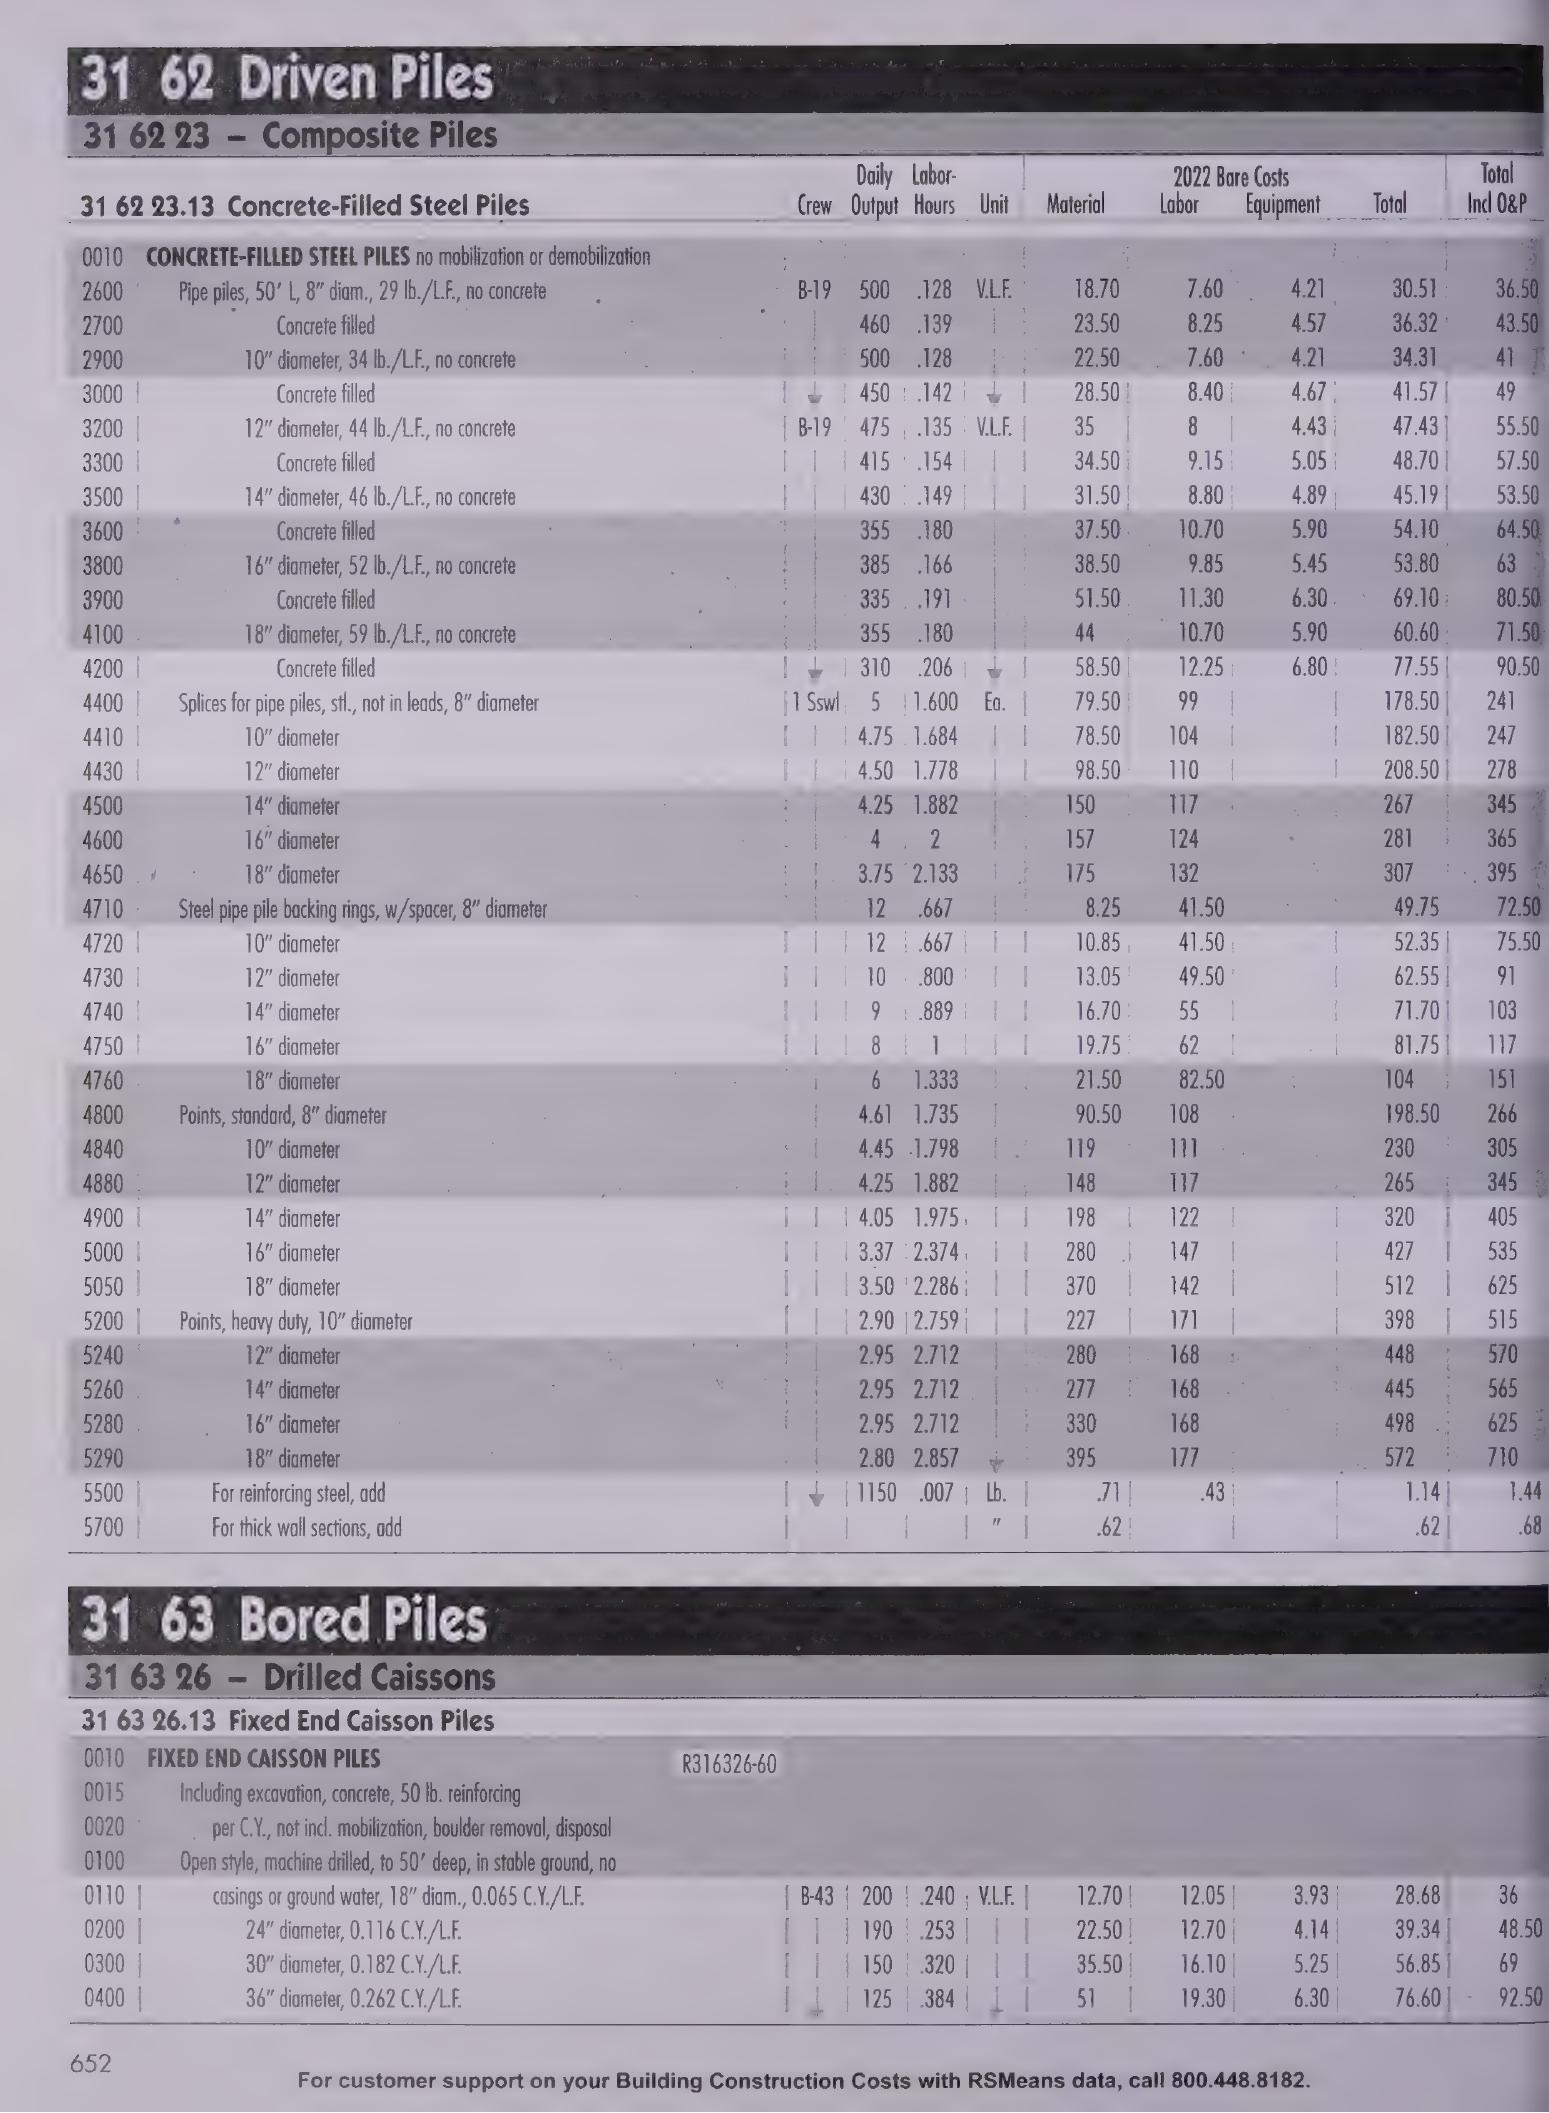 31 62 Driven Piles
31 62 23 – Composite Piles
Daily Labor- 2022 Bare Costs Total
31 62 23.13 Concrete-Filled Steel Piles Crew Output Hours Unit Material Labor Equipment Total Incl O&P
0010 CONCRETE-FILLED STEEL PILES no mobilization or demobilization
2600 Pipe piles, 50' L, 8" diam., 29 lb./L.F., no concrete B-19 500 .128 V.L.F. 18.70 7.60 4.21 30.51 36.50
2700 Concrete filled 460 .139 23.50 8.25 4.57 36.32 43.50
2900 10" diameter, 34 lb./L.F., no concrete 500 .128 22.50 7.60 4.21 34.31 41
3000 Concrete filled 450 .142 28.50 8.40 4.67 41.57 49
3200 12" diameter, 44 lb./L.F., no concrete B-19 475 .135 V.L.F. 35 8 4.43 47.43 55.50
3300 Concrete filled 415 .154 34.50 9.15 5.05 48.70 57.50
3500 14" diameter, 46 lb./L.F., no concrete 430 .149 31.50 8.80 4.89 45.19 53.50
3600 Concrete filled 355 .180 37.50 10.70 5.90 54.10 64.50
3800 16" diameter, 52 lb./L.F., no concrete 385 .166 38.50 9.85 5.45 53.80 63
3900 Concrete filled 335 .191 51.50 11.30 6.30 69.10 80.50
4100 18" diameter, 59 lb./L.F., no concrete 355 .180 44 10.70 5.90 60.60 71.50
4200 Concrete filled 310 .206 58.50 12.25 6.80 77.55 90.50
4400 Splices for pipe piles, stl., not in leads, 8" diameter 1 Sswl 5 1.600 Ea. 79.50 99 178.50 241
4410 10" diameter 4.75 1.684 78.50 104 182.50 247
4430 12" diameter 4.50 1.778 98.50 110 208.50 278
4500 14" diameter 4.25 1.882 150 117 267 345
4600 16" diameter 4 2 157 124 281 365
4650 18" diameter 3.75 2.133 175 132 307 395
4710 Steel pipe pile backing rings, w/spacer, 8" diameter 12 .667 8.25 41.50 49.75 72.50
4720 10" diameter 12 .667 10.85 41.50 52.35 75.50
4730 12" diameter 10 .800 13.05 49.50 62.55 91
4740 14" diameter 9 .889 16.70 55 71.70 103
4750 16" diameter 8 1 19.75 62 81.75 117
4760 18" diameter 6 1.333 21.50 82.50 104 151
4800 Points, standard, 8" diameter 4.61 1.735 90.50 108 198.50 266
4840 10" diameter 4.45 1.798 119 111 230 305
4880 12" diameter 4.25 1.882 148 117 265 345
4900 14" diameter 4.05 1.975 198 122 320 405
5000 16" diameter 3.37 2.374 280 147 427 535
5050 18" diameter 3.50 2.286 370 142 512 625
5200 Points, heavy duty, 10" diameter 2.90 2.759 227 171 398 515
5240 12" diameter 2.95 2.712 280 168 448 570
5260 14" diameter 2.95 2.712 277 168 445 565
5280 16" diameter 2.95 2.712 330 168 498 625
5290 18" diameter 2.80 2.857 395 177 572 710
5500 For reinforcing steel, add 1150 .007 Lb. .71 .43 1.14 1.44
5700 For thick wall sections, add " .62 .62 .68
31 63 Bored Piles
31 63 26 – Drilled Caissons
31 63 26.13 Fixed End Caisson Piles
0010 FIXED END CAISSON PILES R316326-60
0015 Including excavation, concrete, 50 lb. reinforcing
0020 per C.Y., not incl. mobilization, boulder removal, disposal
0100 Open style, machine drilled, to 50' deep, in stable ground, no
0110 casings or ground water, 18" diam., 0.065 C.Y./L.F. B-43 200 .240 V.L.F. 12.70 12.05 3.93 28.68 36
0200 24" diameter, 0.116 C.Y./L.F. 190 .253 22.50 12.70 4.14 39.34 48.50
0300 30" diameter, 0.182 C.Y./L.F. 150 .320 35.50 16.10 5.25 56.85 69
0400 36" diameter, 0.262 C.Y./L.F. 125 .384 51 19.30 6.30 76.60 92.50
652
For customer support on your Building Construction Costs with RSMeans data, call 800.448.8182.